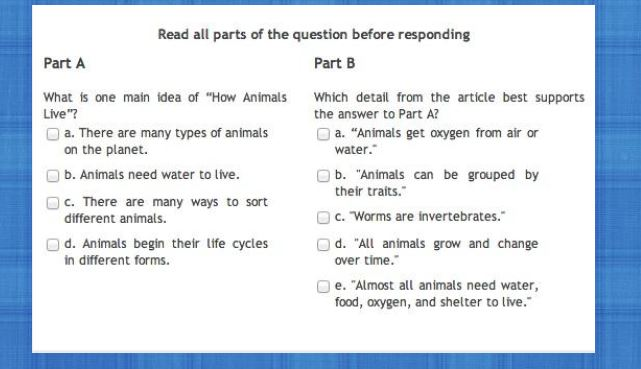 Read all parts of the question before responding
Part A
What is one main idea of “How Animals
Live”?
a. There are many types of animals
on the planet.
b. Animals need water to live.
c. There are many ways to sort
different animals.
d. Animals begin their life cycles
in different forms.
Part B
Which detail from the article best supports
the answer to Part A?
a. “Animals get oxygen from air or
water."
b. "Animals can be grouped by
their traits."
c. "Worms are invertebrates."
d. "All animals grow and change
over time."
e. "Almost all animals need water,
food, oxygen, and shelter to live."